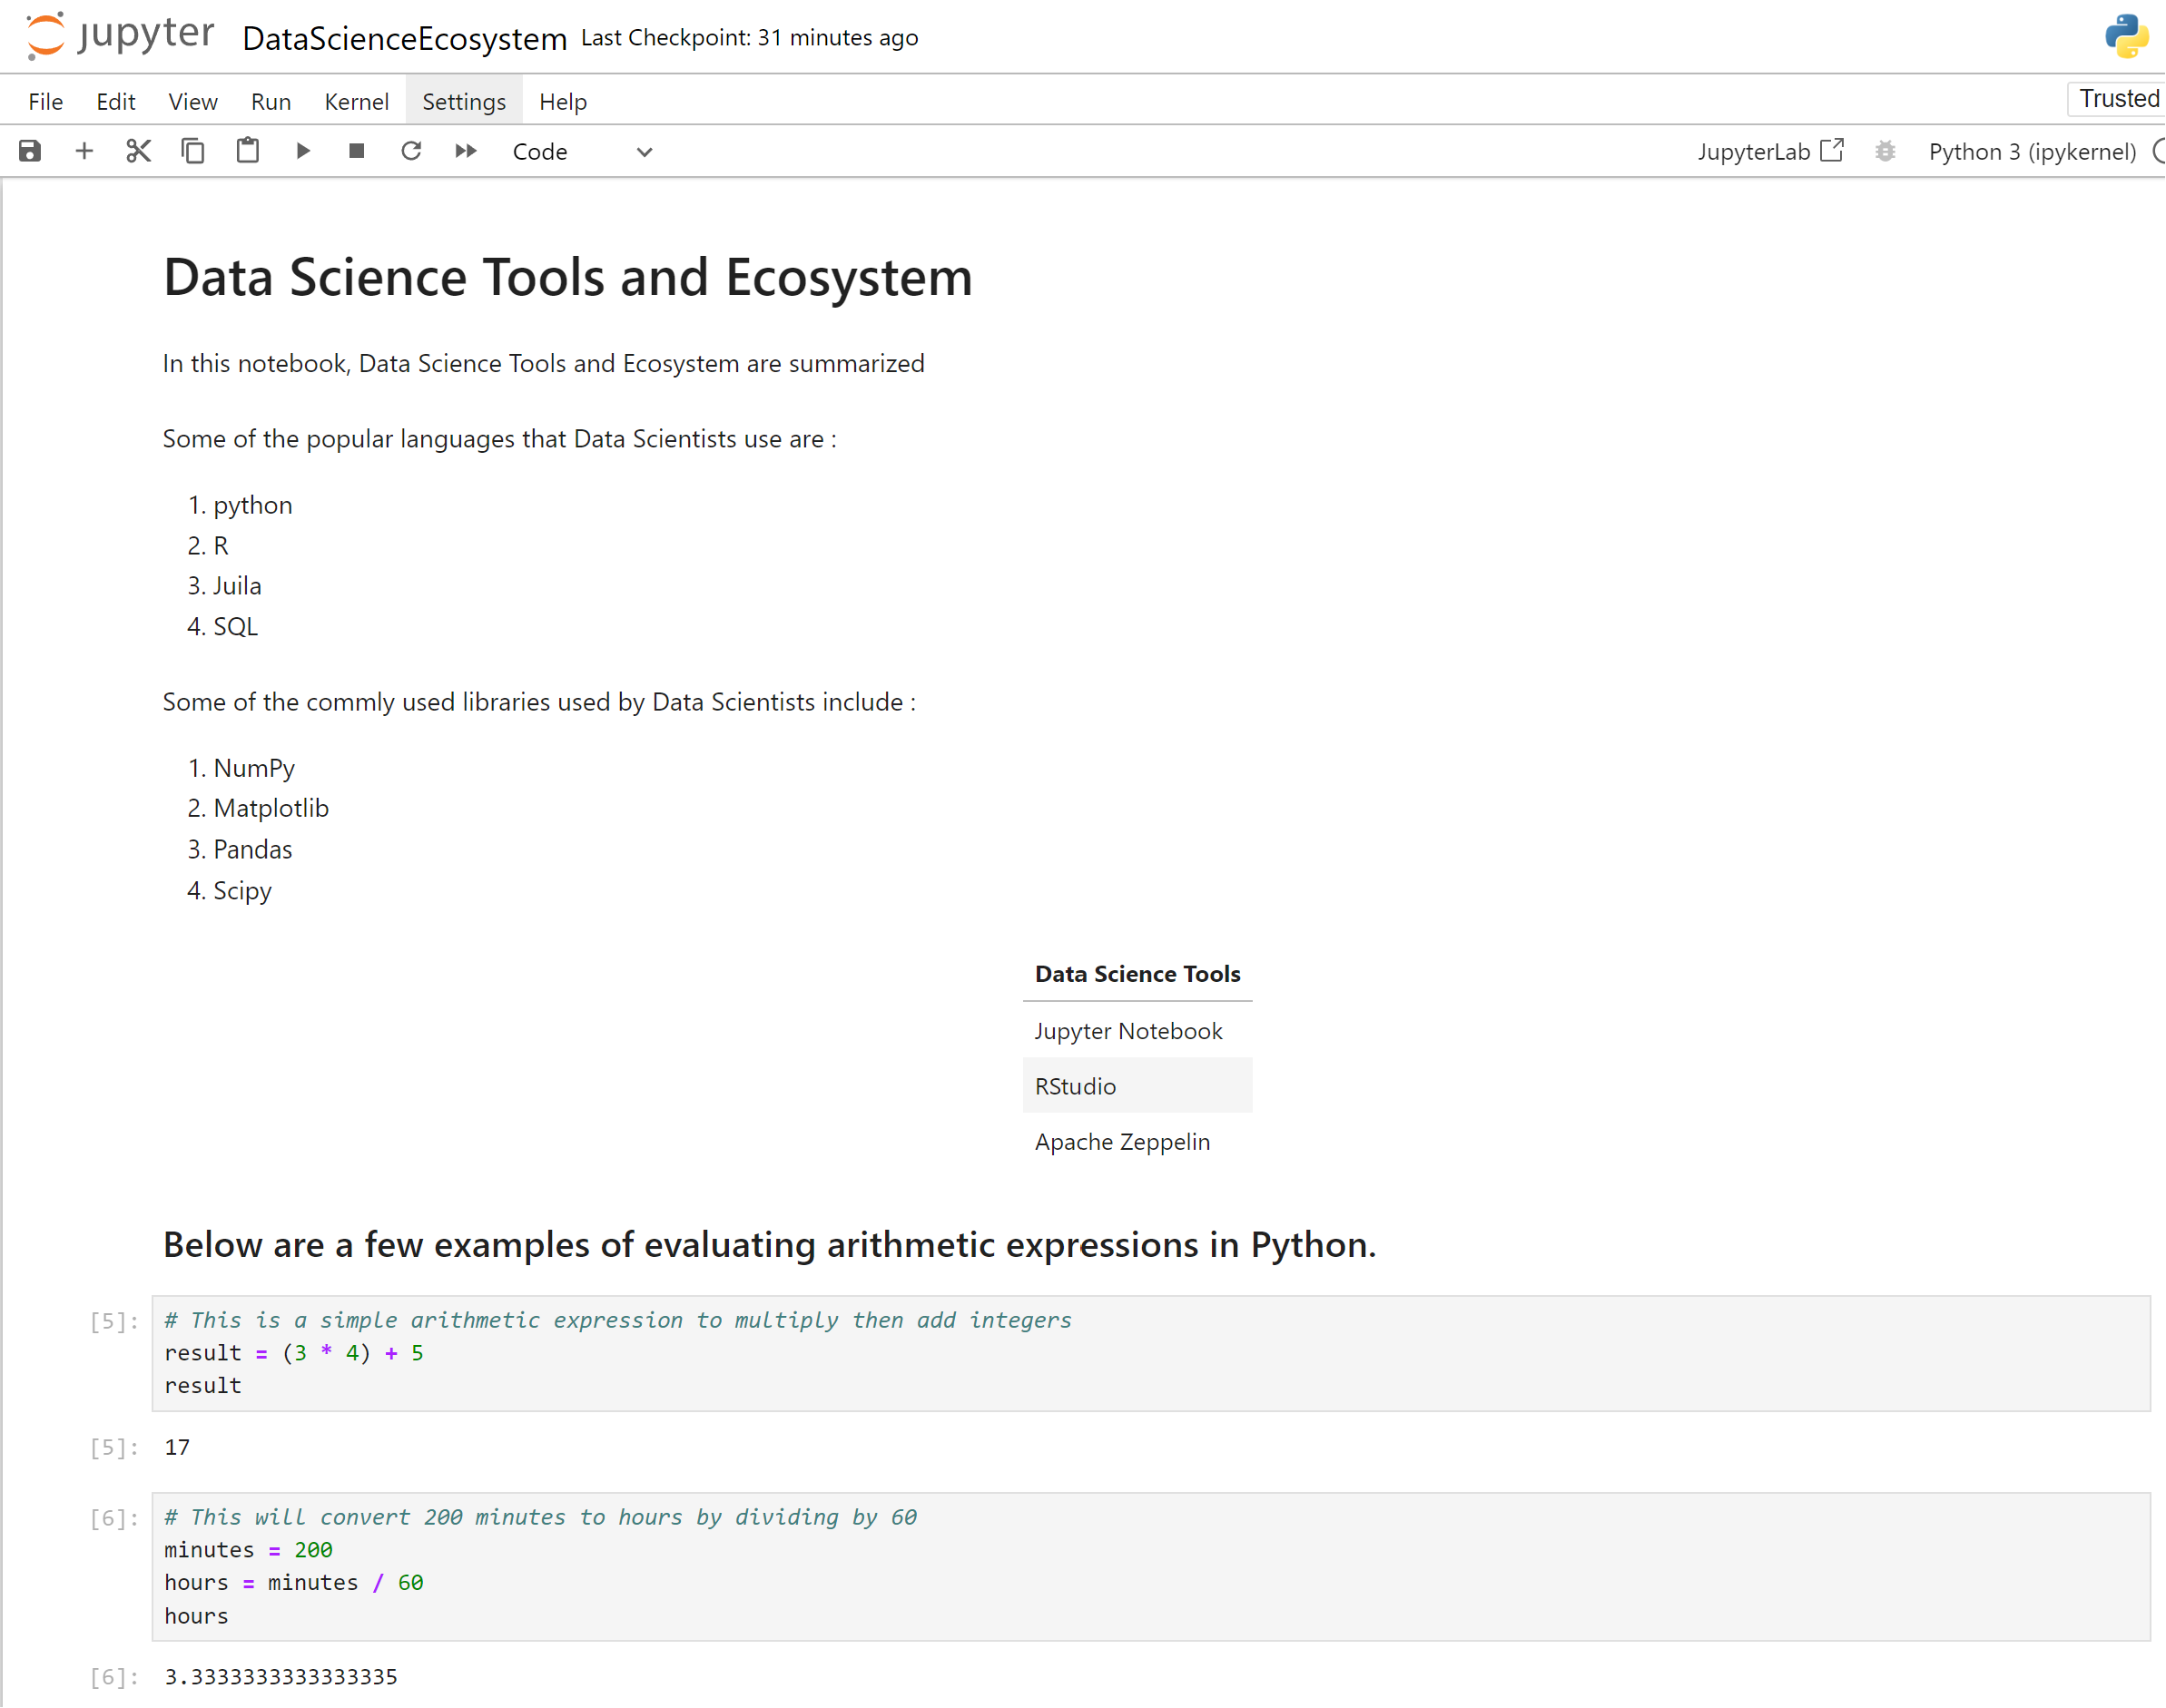 jupyter DataScienceEcosystem Last Checkpoint: 31 minutes ago
File Edit View Run Kernel Settings Help Trusted
Code JupyterLab Python 3 (ipykernel)
Data Science Tools and Ecosystem
In this notebook, Data Science Tools and Ecosystem are summarized
Some of the popular languages that Data Scientists use are :
1. python
2. R
3. Juila
4. SQL
Some of the commly used libraries used by Data Scientists include :
1. NumPy
2. Matplotlib
3. Pandas
4. Scipy
Data Science Tools
Jupyter Notebook
RStudio
Apache Zeppelin
Below are a few examples of evaluating arithmetic expressions in Python.
[5]: # This is a simple arithmetic expression to multiply then add integers
result = (3 * 4) + 5
result
[5]: 17
[6]: # This will convert 200 minutes to hours by dividing by 60
minutes = 200
hours = minutes / 60
hours
[6]: 3.3333333333333335